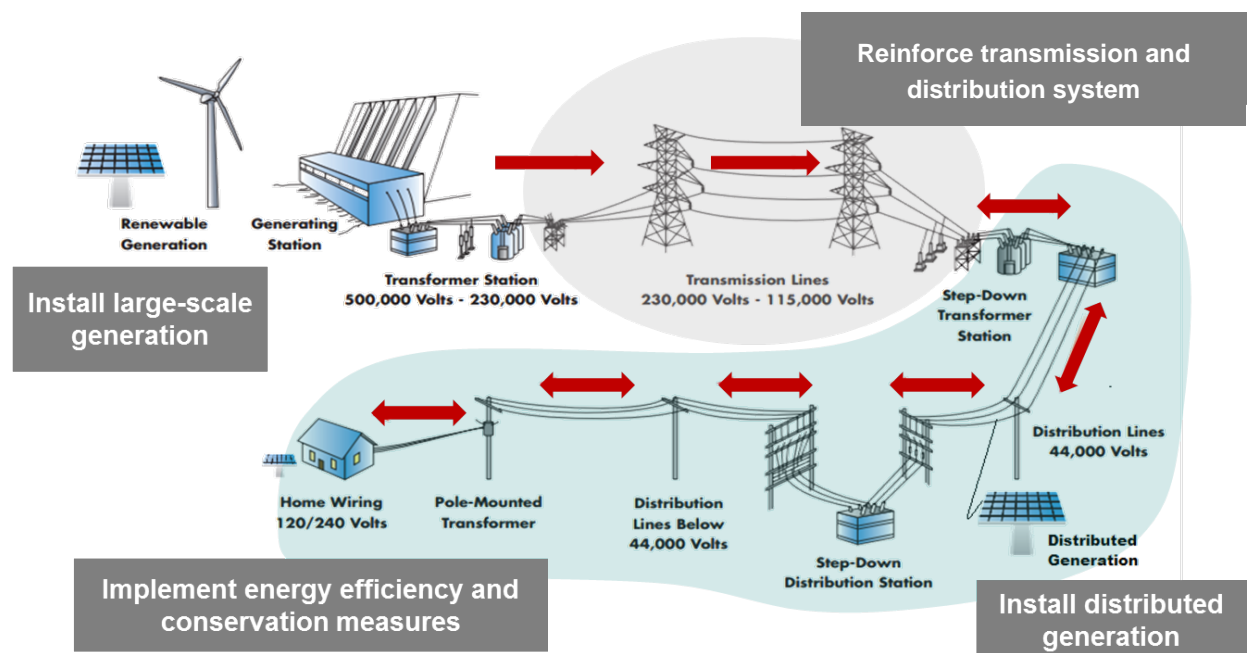 Reinforce transmission and
distribution system
Renewable
Generation
Generating
Station
Transformer Station
500,000 Volts - 230,000 Volts
Transmission Lines
230,000 Volts - 115,000 Volts
Step-Down
Transformer
Station
Install large-scale
generation
Home Wiring
120/240 Volts
Pole-Mounted
Transformer
Distribution
Lines Below
44,000 Volts
Step-Down
Distribution Station
Distribution Lines
44,000 Volts
Distributed
Generation
Implement energy efficiency and
conservation measures
Install distributed
generation